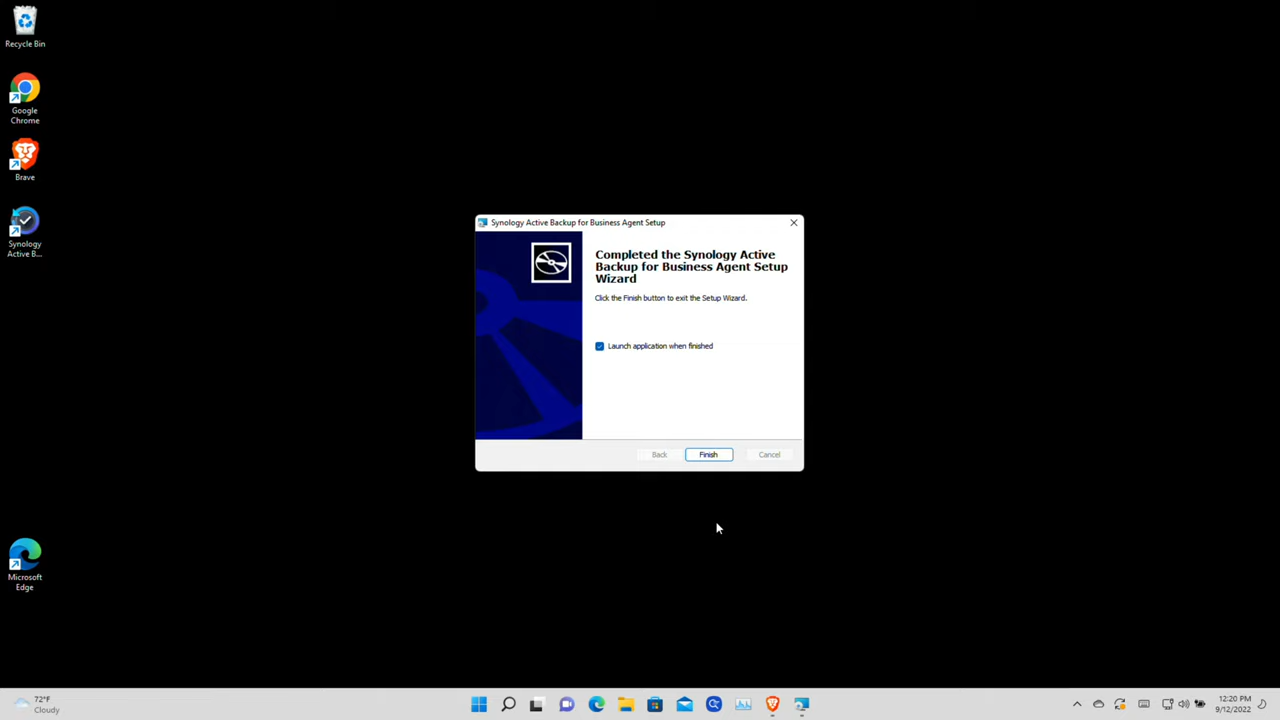 Recycle Bin
Google
Chrome
Brave
Synology
Active B...
Microsoft
Edge
Synology Active Backup for Business Agent Setup
Completed the Synology Active
Backup for Business Agent Setup
Wizard
Click the Finish button to exit the Setup Wizard.
Launch application when finished
Back
Finish
Cancel
72°F
Cloudy
12:20 PM
9/12/2022